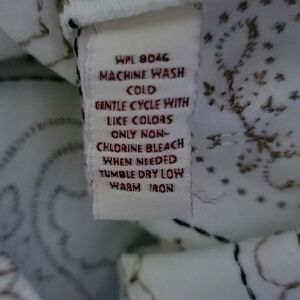 WPL 8046
MACHINE WASH
COLD
GENTLE CYCLE WITH
LIKE COLORS
ONLY NON-
CHLORINE BLEACH
WHEN NEEDED
TUMBLE DRY LOW
WARM IRON